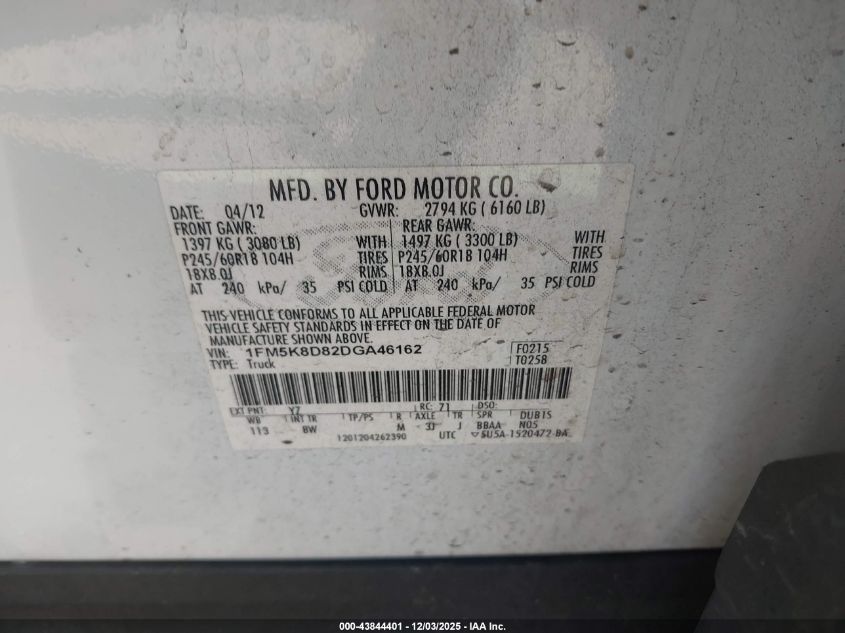 MFD. BY FORD MOTOR CO.
DATE: 04/12 GVWR: 2794 KG ( 6160 LB)
FRONT GAWR: REAR GAWR:
1397 KG ( 3080 LB) WITH 1497 KG ( 3300 LB) WITH
P245/60R18 104H TIRES P245/60R18 104H TIRES
18X8.0J RIMS 18X8.0J RIMS
AT 240 kPa/ 35 PSI COLD AT 240 kPa/ 35 PSI COLD
THIS VEHICLE CONFORMS TO ALL APPLICABLE FEDERAL MOTOR
VEHICLE SAFETY STANDARDS IN EFFECT ON THE DATE OF
MANUFACTURE SHOWN ABOVE.
VIN: 1FM5K8D82DGA46162 F0215
TYPE: Truck T0258
EXT PNT: YZ RC: 71 DSO:
WB INT TR TP/PS R AXLE TR SPR DUB15
113 BW M 3J J BBAA N05
1201204262390 UTC 5U5A-1520472-BA
000-43844401 - 12/03/2025 - IAA Inc.